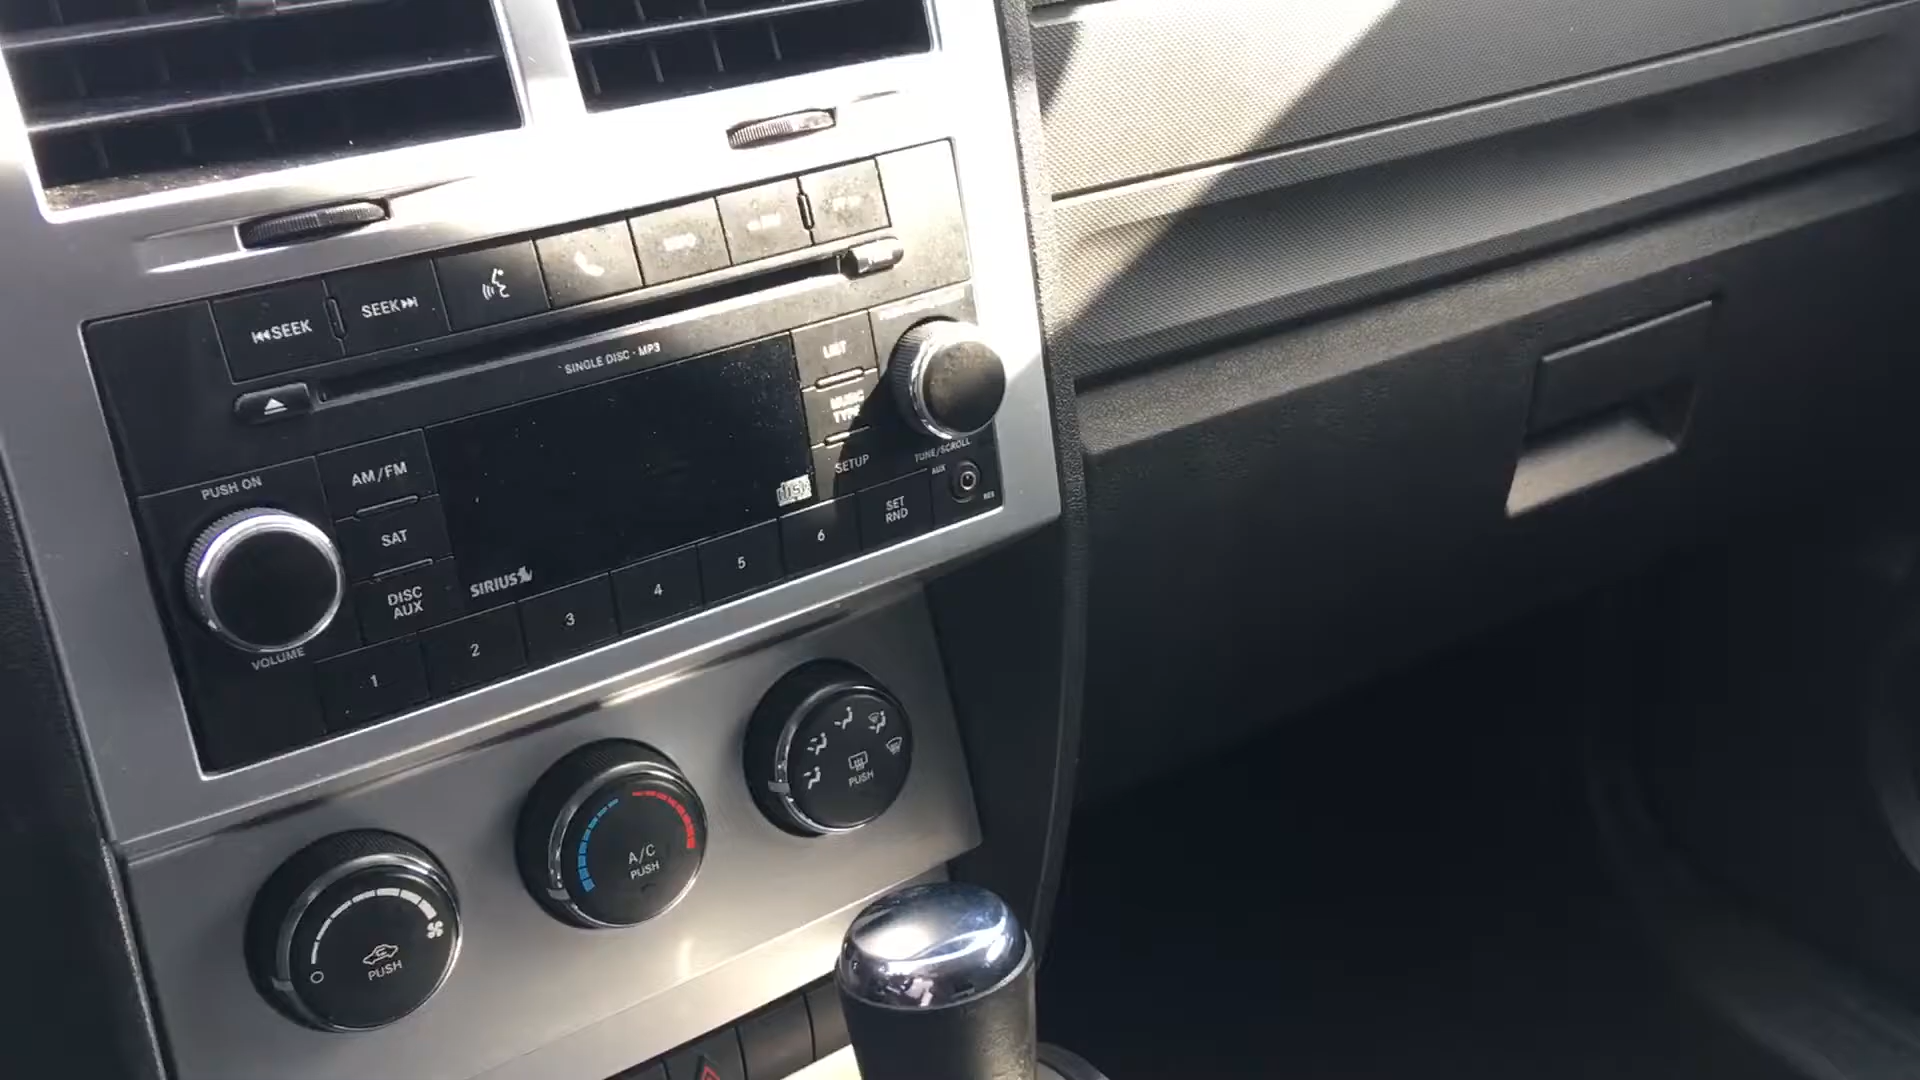 SEEK
SEEK
SINGLE DISC · MP3
LIST
MUSIC
TYPE
SETUP
TUNE/SCROLL
PUSH ON
AM/FM
SAT
DISC
AUX
VOLUME
SIRIUS
disc
AUX
SET
RND
1
2
3
4
5
6
PUSH
A/C
PUSH
PUSH